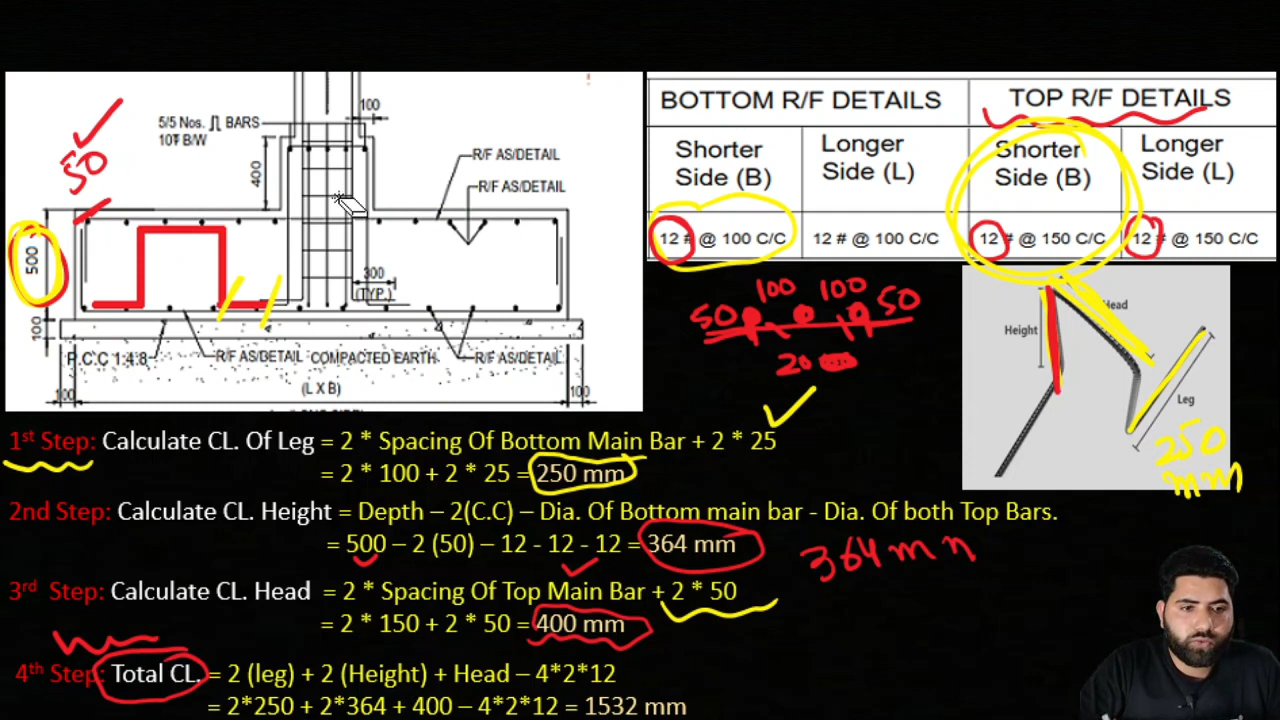 100
5/5 Nos. BARS
10Ŧ B/W
400
R/F AS/DETAIL
R/F AS/DETAIL
50
500
300
(TYP.)
100
P.C.C 1:4:8
R/F AS/DETAIL
COMPACTED EARTH
R/F AS/DETAIL
(L X B)
100
100
BOTTOM R/F DETAILS
TOP R/F DETAILS
Shorter Side (B)
Longer Side (L)
Shorter Side (B)
Longer Side (L)
12 # @ 100 C/C
12 # @ 100 C/C
12 # @ 150 C/C
12 # @ 150 C/C
50 100 100 50
20
Head
Height
Leg
250 mm
1st Step: Calculate CL. Of Leg = 2 * Spacing Of Bottom Main Bar + 2 * 25
= 2 * 100 + 2 * 25 = 250 mm
2nd Step: Calculate CL. Height = Depth – 2(C.C) – Dia. Of Bottom main bar - Dia. Of both Top Bars.
= 500 – 2 (50) – 12 - 12 - 12 = 364 mm
364 mm
3rd Step: Calculate CL. Head = 2 * Spacing Of Top Main Bar + 2 * 50
= 2 * 150 + 2 * 50 = 400 mm
4th Step: Total CL. = 2 (leg) + 2 (Height) + Head – 4*2*12
= 2*250 + 2*364 + 400 – 4*2*12 = 1532 mm